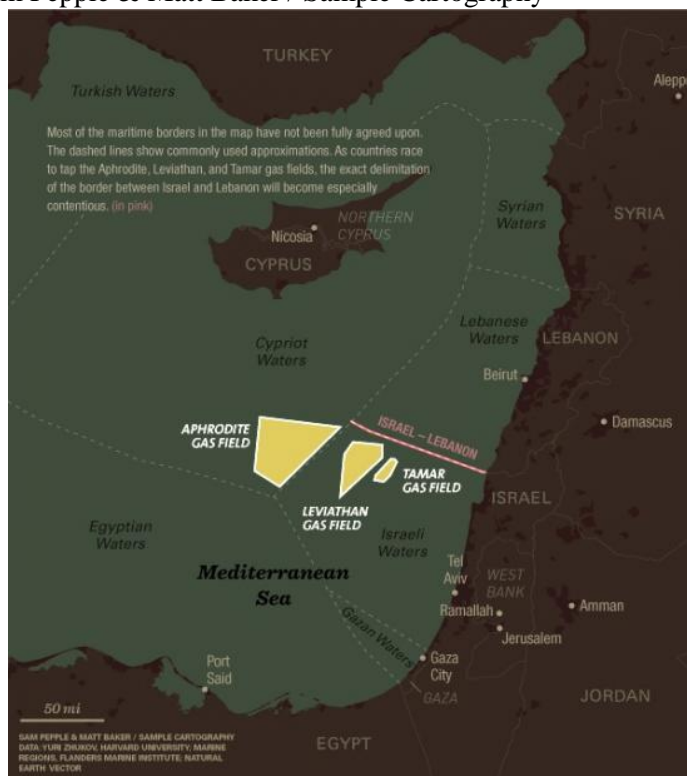 TURKEY
Turkish Waters
Most of the maritime borders in the map have not been fully agreed upon.
The dashed lines show commonly used approximations. As countries race
to tap the Aphrodite, Leviathan, and Tamar gas fields, the exact delimitation
of the border between Israel and Lebanon will become especially
contentious. (in pink)
Syrian
Waters
SYRIA
NORTHERN
CYPRUS
Nicosia
CYPRUS
Cypriot
Waters
Lebanese
Waters
LEBANON
Beirut
Damascus
APHRODITE
GAS FIELD
ISRAEL – LEBANON
TAMAR
GAS FIELD
LEVIATHAN
GAS FIELD
ISRAEL
Egyptian
Waters
Israeli
Waters
Mediterranean
Sea
Tel
Aviv
WEST
BANK
Ramallah
Amman
Jerusalem
Gazan Waters
Gaza
City
GAZA
Port
Said
JORDAN
EGYPT
50 mi
SAM PEPPLE & MATT BAKER / SAMPLE CARTOGRAPHY
DATA: YURI ZHUKOV, HARVARD UNIVERSITY; MARINE
REGIONS, FLANDERS MARINE INSTITUTE; NATURAL
EARTH VECTOR